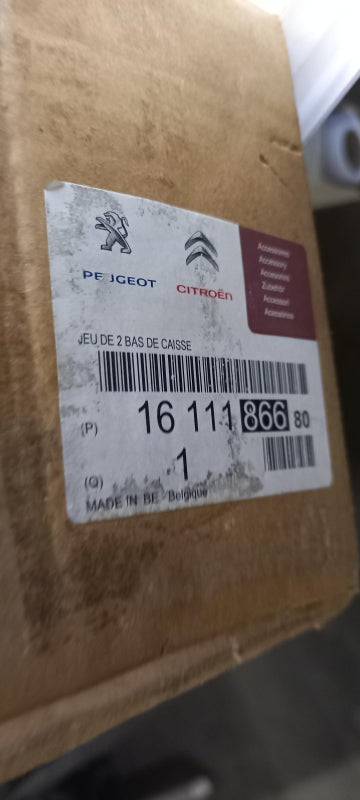 PEUGEOT
CITROËN
Accessoires
Accessory
Accesorios
Zubehör
Accessori
Acessórios
JEU DE 2 BAS DE CAISSE
(P) 16 111 866 80
(Q) 1
MADE IN BE - Belgique